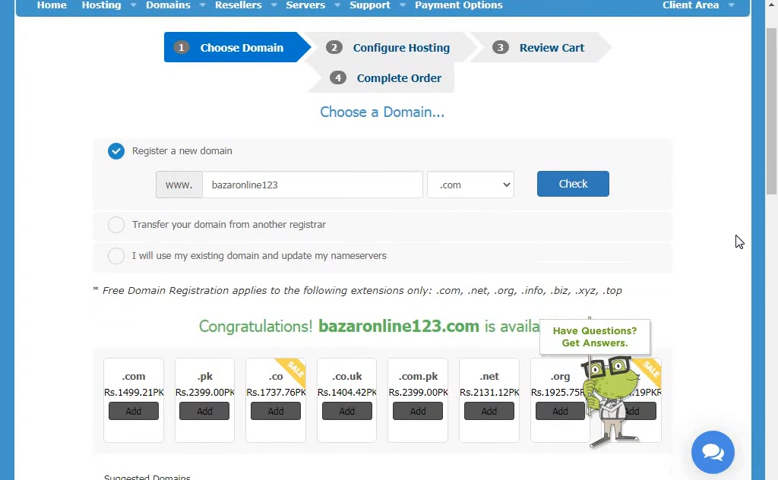 Home Hosting Domains Resellers Servers Support Payment Options Client Area
1 Choose Domain 2 Configure Hosting 3 Review Cart
4 Complete Order
Choose a Domain...
Register a new domain
www. bazaronline123 .com Check
Transfer your domain from another registrar
I will use my existing domain and update my nameservers
* Free Domain Registration applies to the following extensions only: .com, .net, .org, .info, .biz, .xyz, .top
Congratulations! bazaronline123.com is
Have Questions?
Get Answers.
SALE SALE
.com .pk .co .co.uk .com.pk .net .org
Rs.1499.21PK Rs.2399.00PK Rs.1737.76PK Rs.1404.42PK Rs.2399.00PK Rs.2131.12PK Rs.1925.75
Add Add Add Add Add Add Add Add
Suggested Domains